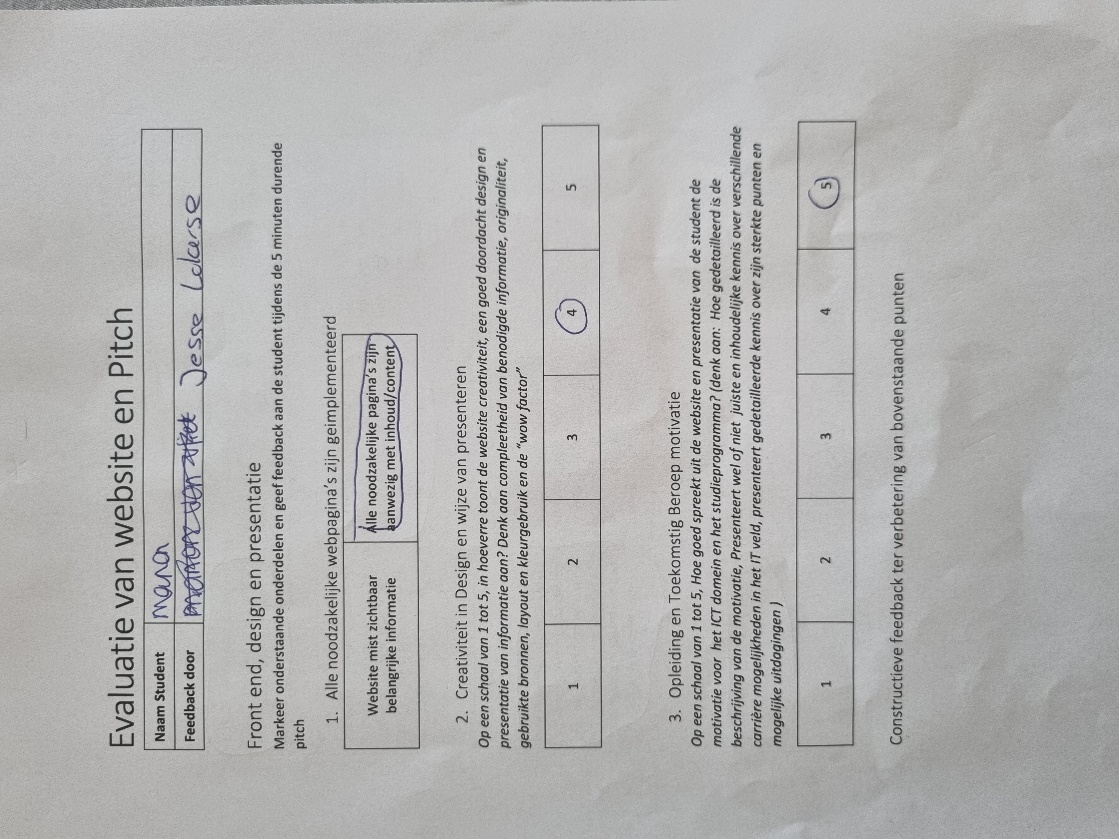 Evaluatie van website en Pitch
Naam Student mana
Feedback door Jesse
Front end, design en presentatie
Markeer onderstaande onderdelen en geef feedback aan de student tijdens de 5 minuten durende
pitch
1. Alle noodzakelijke webpagina's zijn geimplementeerd
Website mist zichtbaar
belangrijke informatie
Alle noodzakelijke pagina's zijn
aanwezig met inhoud/content
2. Creativiteit in Design en wijze van presenteren
Op een schaal van 1 tot 5, in hoeverre toont de website creativiteit, een goed doordacht design en
presentatie van informatie aan? Denk aan compleetheid van benodigde informatie, originaliteit,
gebruikte bronnen, layout en kleurgebruik en de "wow factor"
1 2 3 4 5
3. Opleiding en Toekomstig Beroep motivatie
Op een schaal van 1 tot 5, Hoe goed spreekt uit de website en presentatie van de student de
motivatie voor het ICT domein en het studieprogramma? (denk aan: Hoe gedetailleerd is de
beschrijving van de motivatie, Presenteert wel of niet juiste en inhoudelijke kennis over verschillende
carrière mogelijkheden in het IT veld, presenteert gedetailleerde kennis over zijn sterkte punten en
mogelijke uitdagingen )
1 2 3 4 5
Constructieve feedback ter verbetering van bovenstaande punten